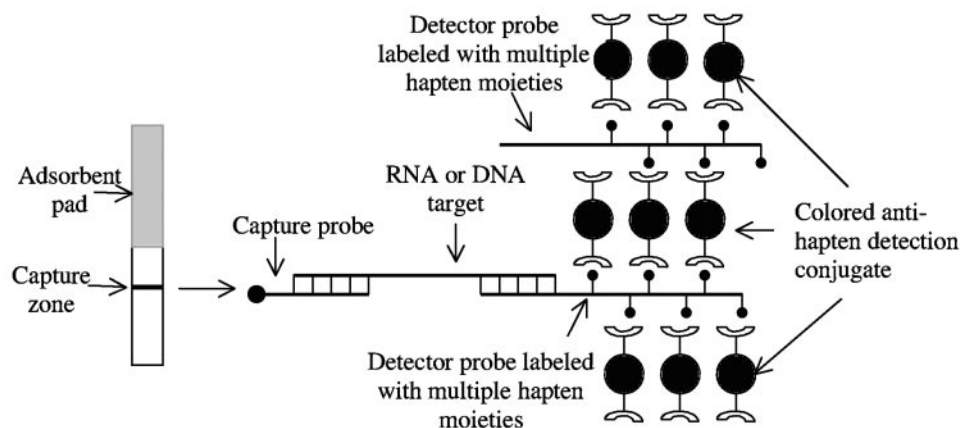 Detector probe
labeled with multiple
hapten moieties
Adsorbent
pad
RNA or DNA
target
Capture probe
Colored anti-
hapten detection
conjugate
Capture
zone
Detector probe labeled
with multiple hapten
moieties